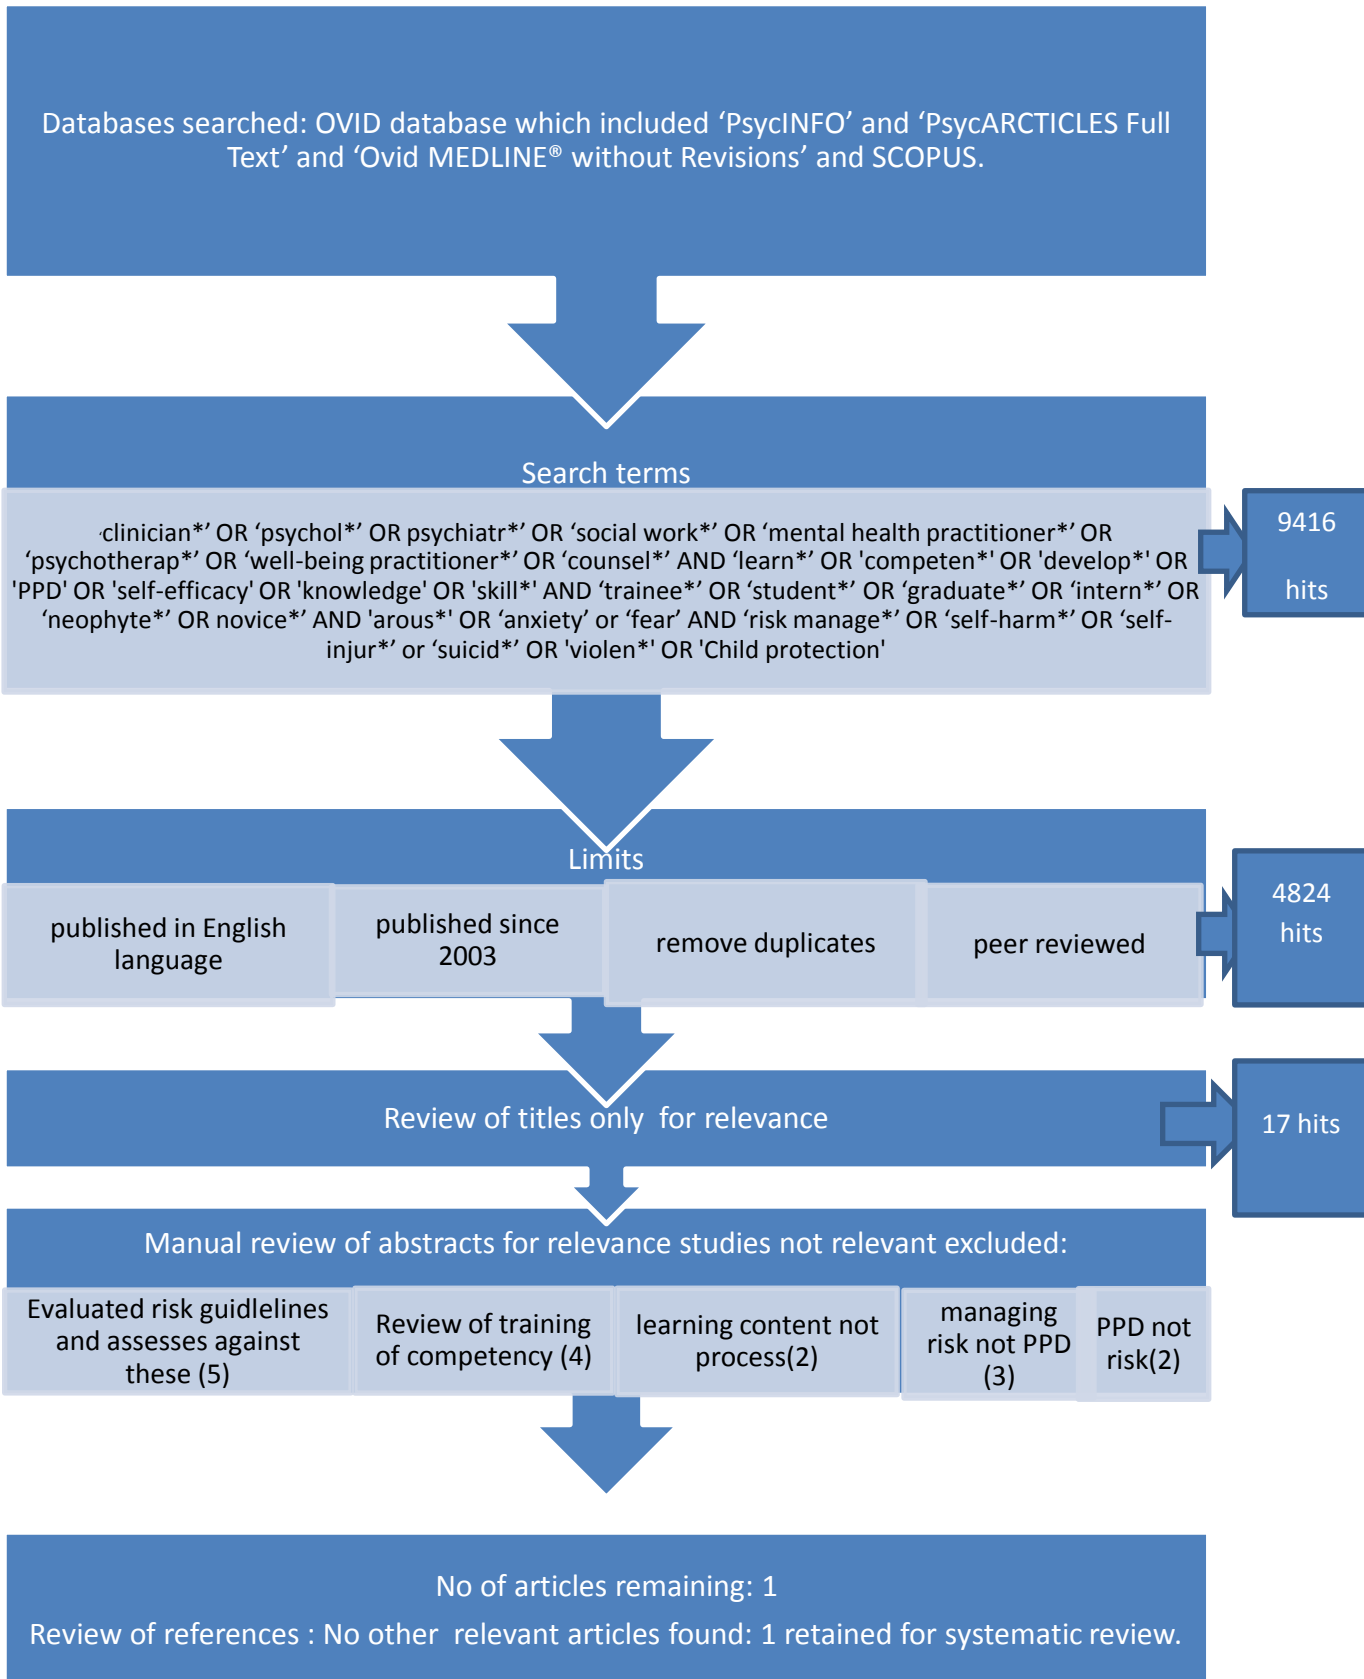 Databases searched: OVID database which included ‘PsycINFO’ and ‘PsycARCTICLES Full
Text’ and ‘Ovid MEDLINE® without Revisions’ and SCOPUS.
Search terms
‘clinician*’ OR ‘psychol*’ OR psychiatr*’ OR ‘social work*’ OR ‘mental health practitioner*’ OR
‘psychotherap*’ OR ‘well-being practitioner*’ OR ‘counsel*’ AND ‘learn*’ OR 'competen*' OR 'develop*' OR
'PPD' OR 'self-efficacy' OR 'knowledge' OR 'skill*' AND ‘trainee*’ OR ‘student*’ OR ‘graduate*’ OR ‘intern*’ OR
‘neophyte*’ OR novice*’ AND 'arous*' OR ‘anxiety’ or ‘fear’ AND ‘risk manage*’ OR ‘self-harm*’ OR ‘self-
injur*’ or ‘suicid*’ OR 'violen*' OR 'Child protection'
9416
hits
Limits
published in English
language
published since
2003
remove duplicates
peer reviewed
4824
hits
Review of titles only for relevance
17 hits
Manual review of abstracts for relevance studies not relevant excluded:
Evaluated risk guidlelines
and assesses against
these (5)
Review of training
of competency (4)
learning content not
process(2)
managing
risk not PPD
(3)
PPD not
risk(2)
No of articles remaining: 1
Review of references : No other relevant articles found: 1 retained for systematic review.